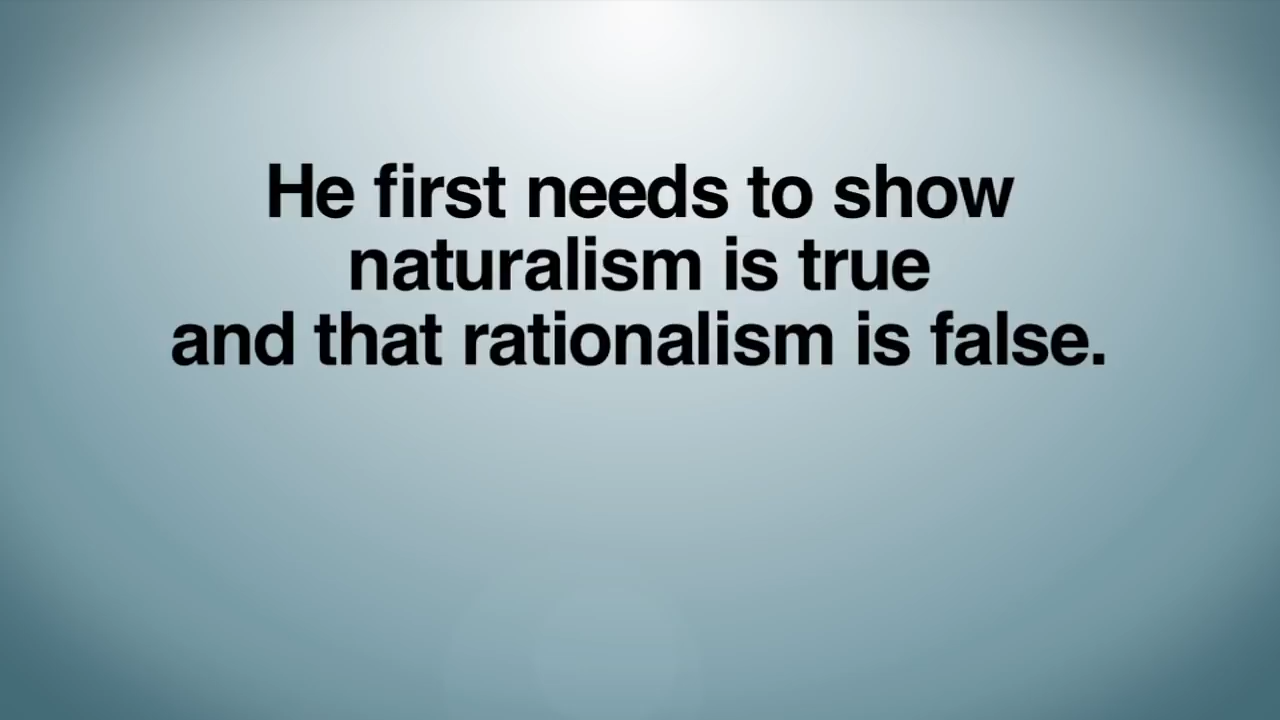 He first needs to show
naturalism is true
and that rationalism is false.